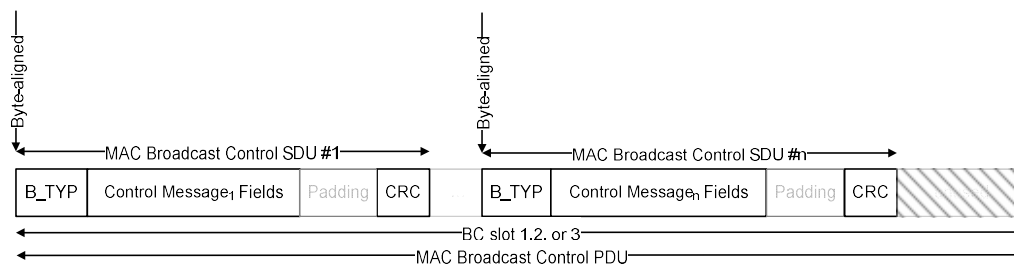 Byte-aligned
Byte-aligned
MAC Broadcast Control SDU #1
MAC Broadcast Control SDU #n
B_TYP Control Message1 Fields Padding CRC ... B_TYP Control Messagen Fields Padding CRC
BC slot 1,2, or 3
MAC Broadcast Control PDU